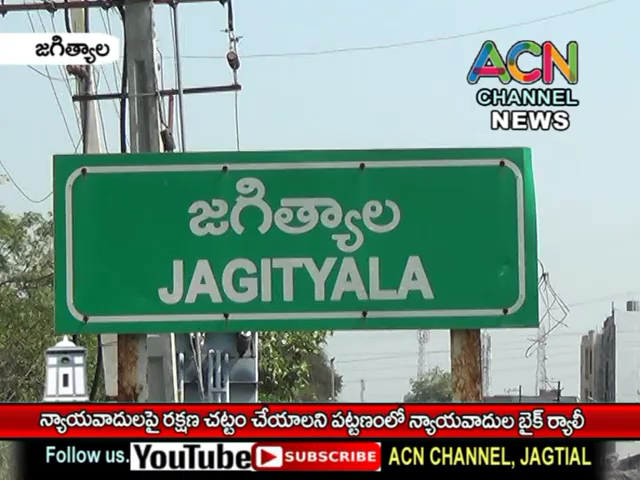 జగిత్యాల
ACN
CHANNEL
NEWS
జగిత్యాల
JAGITYALA
న్యాయవాదులపై రక్షణ చట్టం చేయాలని పట్టణంలో న్యాయవాదుల బైక్ ర్యాలీ
Follow us. YouTube SUBSCRIBE ACN CHANNEL, JAGTIAL